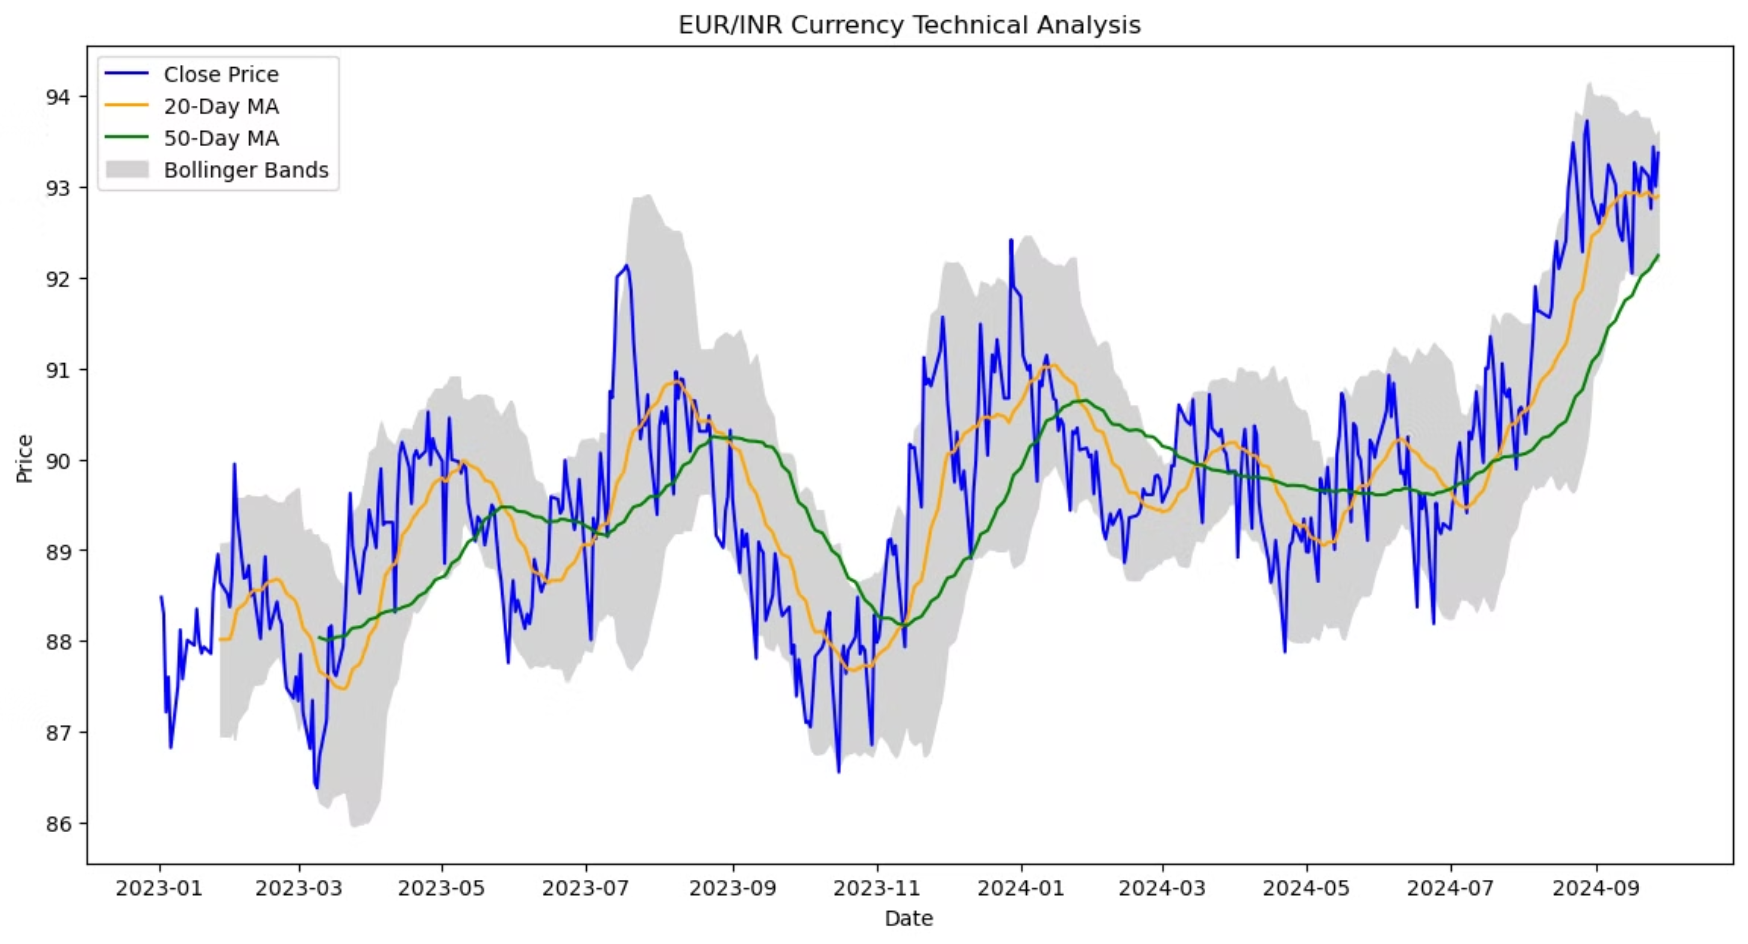 EUR/INR Currency Technical Analysis
Close Price
20-Day MA
50-Day MA
Bollinger Bands
94
93
92
91
90
89
88
87
86
Price
2023-01 2023-03 2023-05 2023-07 2023-09 2023-11 2024-01 2024-03 2024-05 2024-07 2024-09
Date